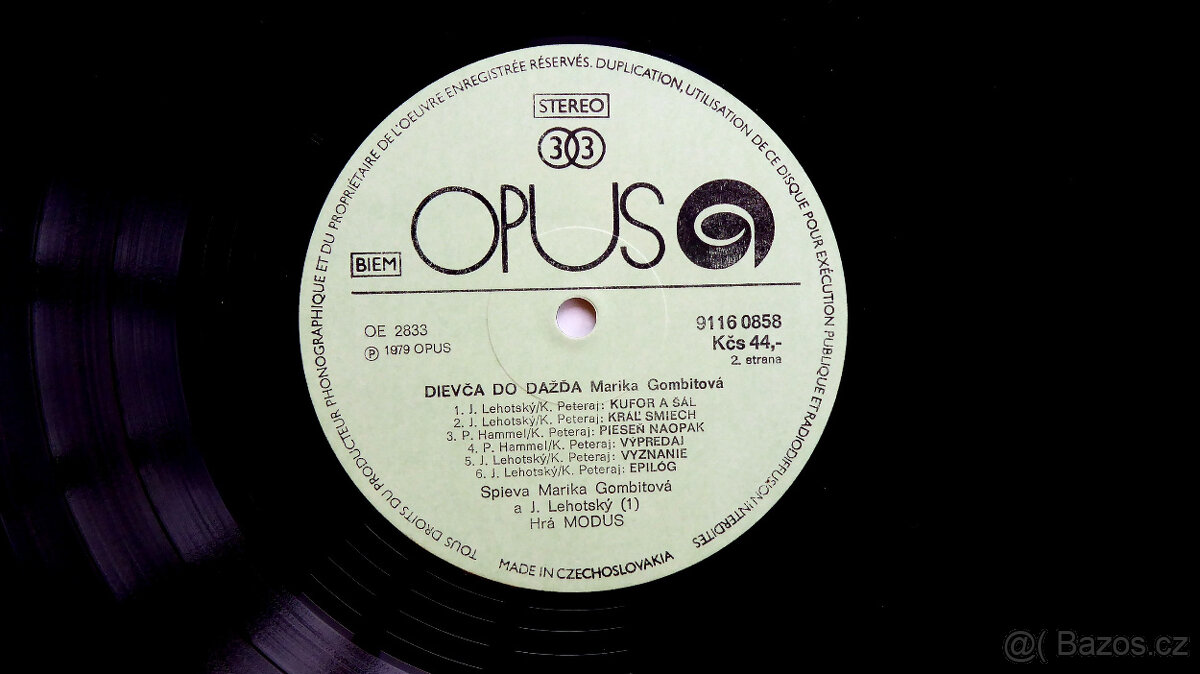 TOUS DROITS DU PRODUCTEUR PHONOGRAPHIQUE ET DU PROPRIÉTAIRE DE L'OEUVRE ENREGISTRÉE RÉSERVÉS. DUPLICATION, UTILISATION DE CE DISQUE POUR EXÉCUTION PUBLIQUE ET RADIODIFFUSION INTERDITES
STEREO
33
OPUS
BIEM
OE 2833
Ⓟ 1979 OPUS
9116 0858
Kčs 44,-
2. strana
DIEVČA DO DAŽĎA Marika Gombitová
1. J. Lehotský/K. Peteraj: KUFOR A ŠÁL
2. J. Lehotský/K. Peteraj: KRÁĽ SMIECH
3. P. Hammel/K. Peteraj: PIESEŇ NAOPAK
4. P. Hammel/K. Peteraj: VÝPREDAJ
5. J. Lehotský/K. Peteraj: VYZNANIE
6. J. Lehotský/K. Peteraj: EPILÓG
Spieva Marika Gombitová
a J. Lehotský (1)
Hrá MODUS
MADE IN CZECHOSLOVAKIA
@( Bazos.cz